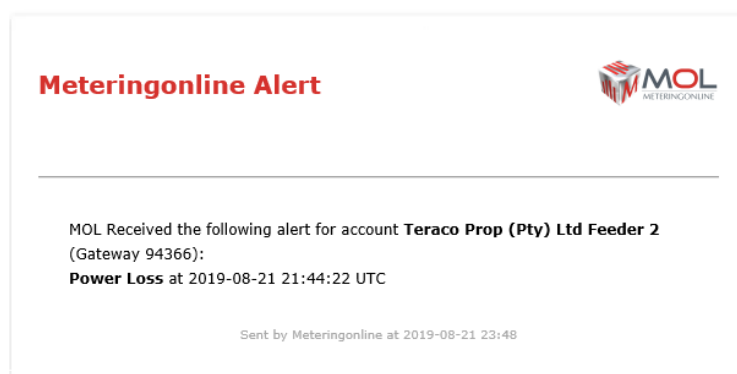 Meteringonline Alert
MOL
METERINGONLINE
MOL Received the following alert for account Teraco Prop (Pty) Ltd Feeder 2
(Gateway 94366):
Power Loss at 2019-08-21 21:44:22 UTC
Sent by Meteringonline at 2019-08-21 23:48